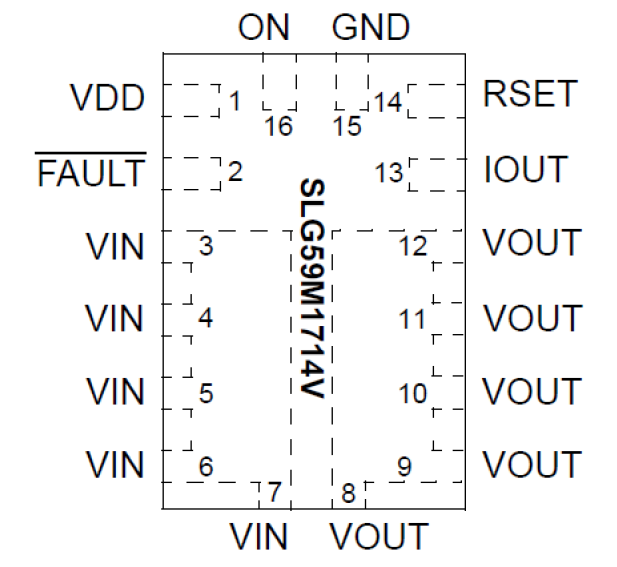 ON GND
VDD 1 16 15 14 RSET
FAULT 2 13 IOUT
SLG59M1714V
VIN 3 12 VOUT
VIN 4 11 VOUT
VIN 5 10 VOUT
VIN 6 9 VOUT
7 8
VIN VOUT